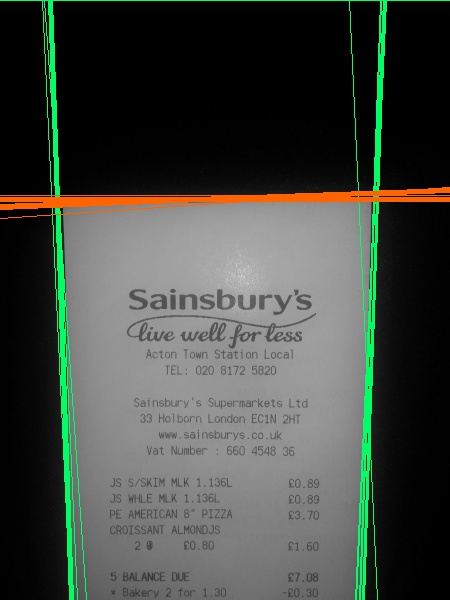 Sainsbury's
live well for less
Acton Town Station Local
TEL: 020 8172 5820
Sainsbury's Supermarkets Ltd
33 Holborn London EC1N 2HT
www.sainsburys.co.uk
Vat Number : 660 4548 36
JS S/SKIM MLK 1.136L £0.89
JS WHLE MLK 1.136L £0.89
PE AMERICAN 8" PIZZA £3.70
CROISSANT ALMONDJS
2 @ £0.80 £1.60
5 BALANCE DUE £7.08
* Bakery 2 for 1.30 -£0.30